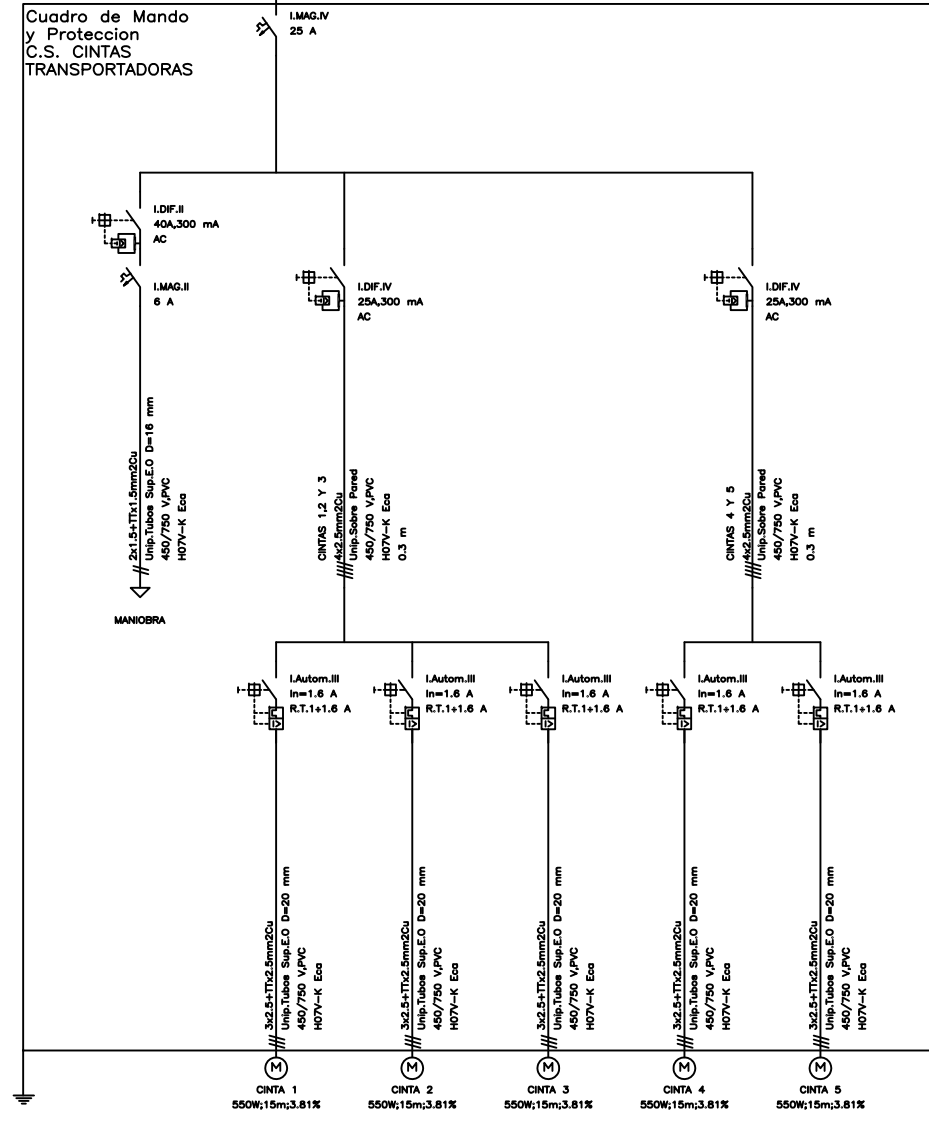 Cuadro de Mando
y Proteccion
C.S. CINTAS
TRANSPORTADORAS
I.MAG.IV
25 A
I.DIF.II
40A,300 mA
AC
I.MAG.II
6 A
I.DIF.IV
25A,300 mA
AC
I.DIF.IV
25A,300 mA
AC
2x1.5+TTx1.5mm2Cu
Unip.Tubos Sup.E.O D=16 mm
450/750 V,PVC
H07V-K Eca
MANIOBRA
CINTAS 1,2 Y 3
4x2.5mm2Cu
Unip.Sobre Pared
450/750 V,PVC
H07V-K Eca
0.3 m
CINTAS 4 Y 5
4x2.5mm2Cu
Unip.Sobre Pared
450/750 V,PVC
H07V-K Eca
0.3 m
I.Autom.III
In=1.6 A
R.T.1÷1.6 A
I.Autom.III
In=1.6 A
R.T.1÷1.6 A
I.Autom.III
In=1.6 A
R.T.1÷1.6 A
I.Autom.III
In=1.6 A
R.T.1÷1.6 A
I.Autom.III
In=1.6 A
R.T.1÷1.6 A
3x2.5+TTx2.5mm2Cu
Unip.Tubos Sup.E.O D=20 mm
450/750 V,PVC
H07V-K Eca
3x2.5+TTx2.5mm2Cu
Unip.Tubos Sup.E.O D=20 mm
450/750 V,PVC
H07V-K Eca
3x2.5+TTx2.5mm2Cu
Unip.Tubos Sup.E.O D=20 mm
450/750 V,PVC
H07V-K Eca
3x2.5+TTx2.5mm2Cu
Unip.Tubos Sup.E.O D=20 mm
450/750 V,PVC
H07V-K Eca
3x2.5+TTx2.5mm2Cu
Unip.Tubos Sup.E.O D=20 mm
450/750 V,PVC
H07V-K Eca
M
CINTA 1
550W;15m;3.81%
M
CINTA 2
550W;15m;3.81%
M
CINTA 3
550W;15m;3.81%
M
CINTA 4
550W;15m;3.81%
M
CINTA 5
550W;15m;3.81%